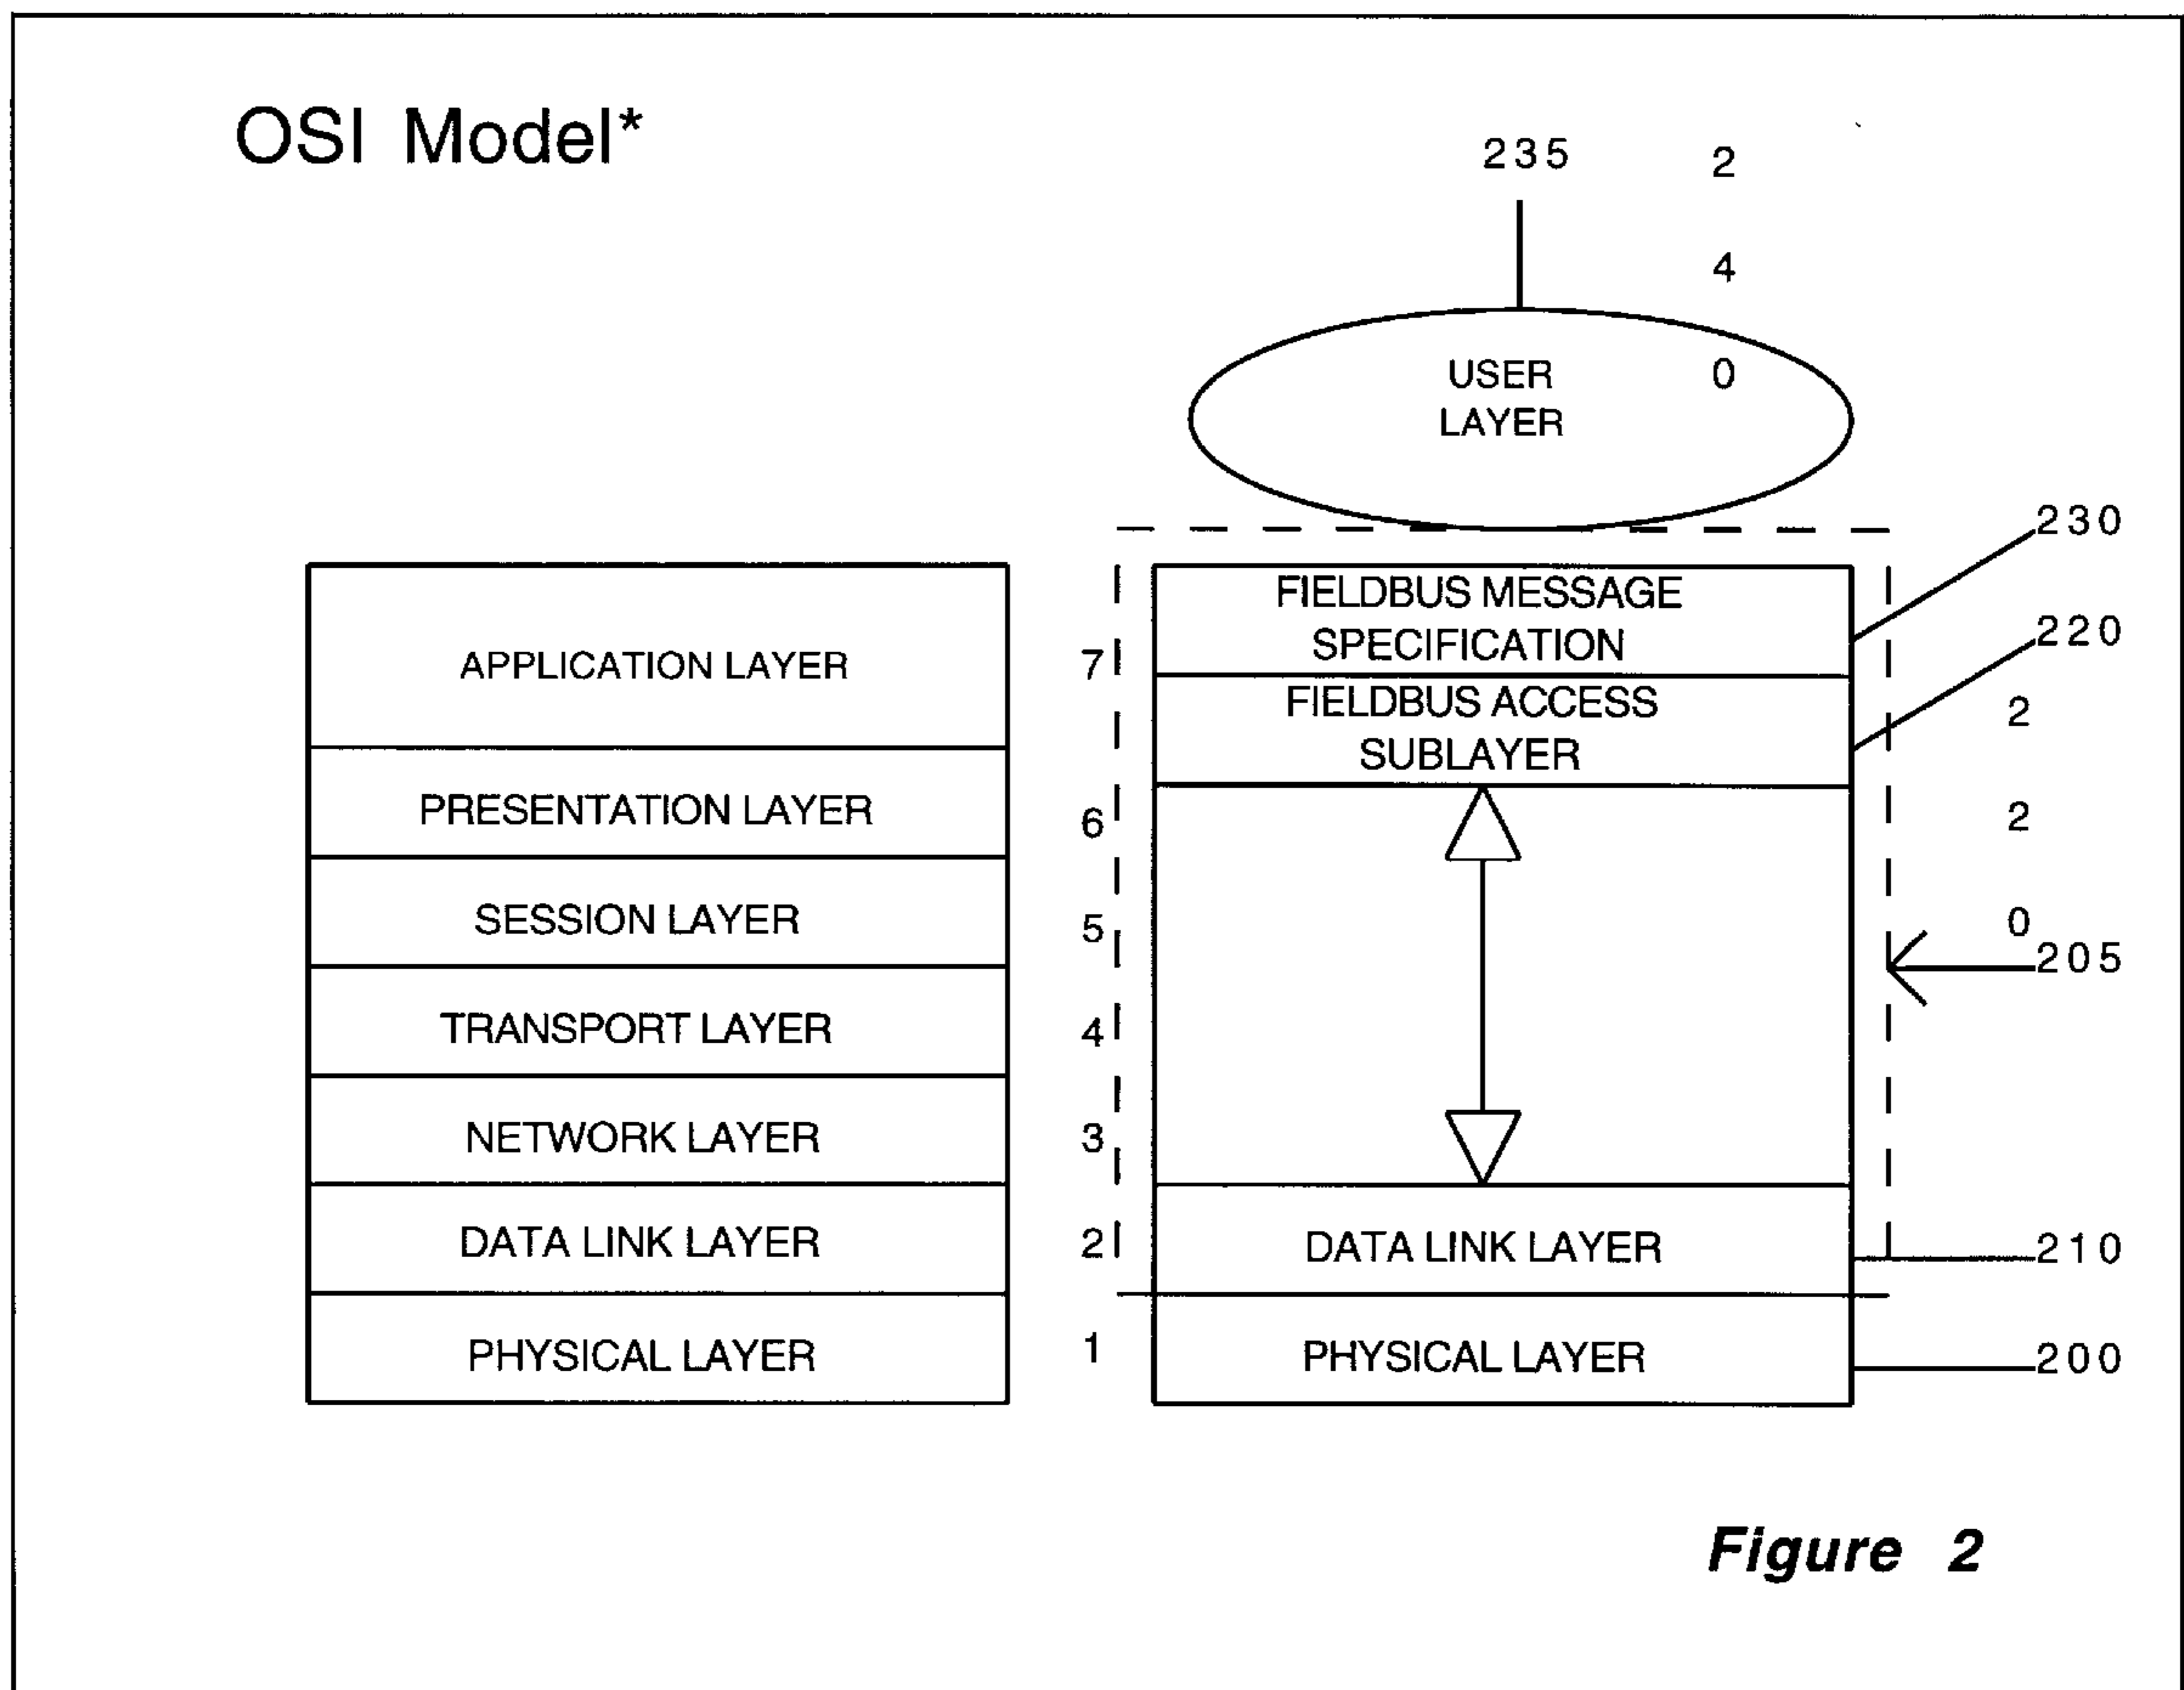 OSI Model*
235
2
4
0
USER
LAYER
230
220
2
2
0
205
210
200
APPLICATION LAYER
PRESENTATION LAYER
SESSION LAYER
TRANSPORT LAYER
NETWORK LAYER
DATA LINK LAYER
PHYSICAL LAYER
7
6
5
4
3
2
1
FIELDBUS MESSAGE
SPECIFICATION
FIELDBUS ACCESS
SUBLAYER
DATA LINK LAYER
PHYSICAL LAYER
Figure 2